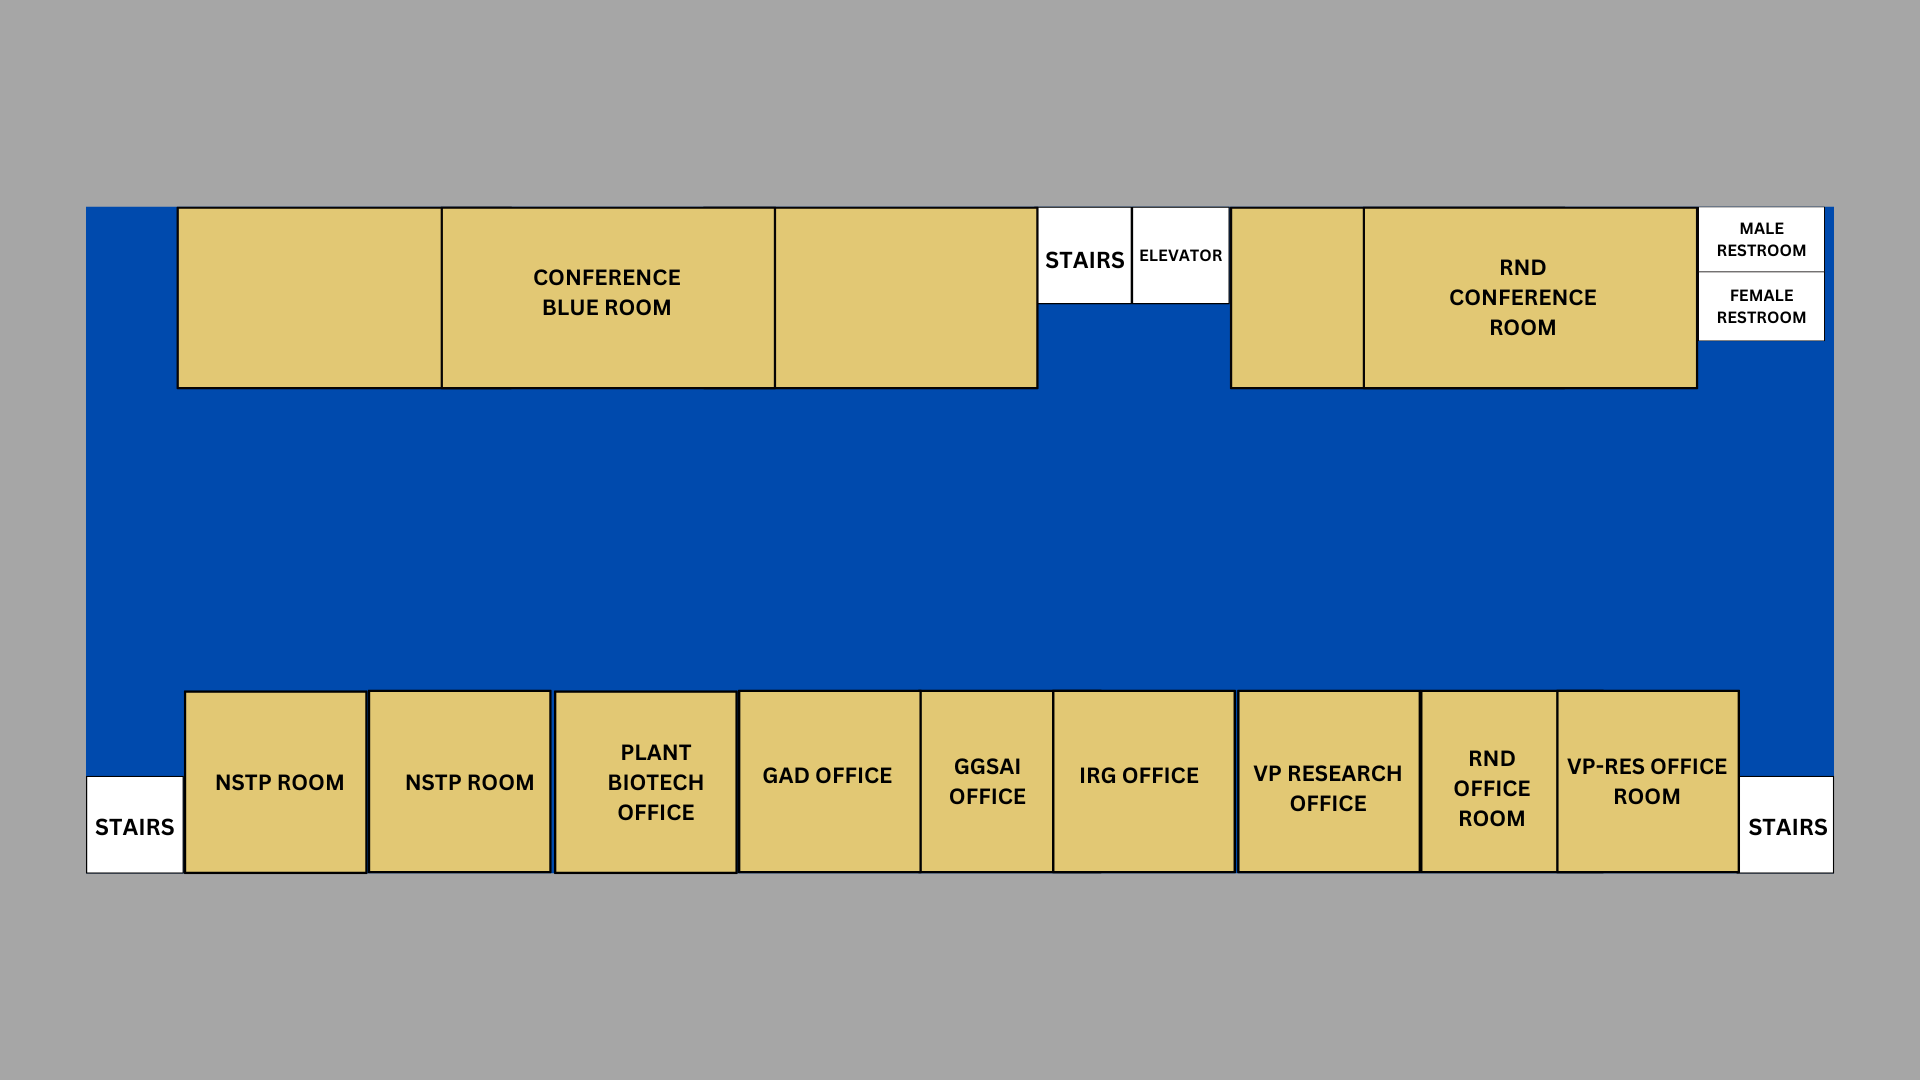 CONFERENCE
BLUE ROOM
STAIRS
ELEVATOR
RND
CONFERENCE
ROOM
MALE
RESTROOM
FEMALE
RESTROOM
STAIRS
NSTP ROOM
NSTP ROOM
PLANT
BIOTECH
OFFICE
GAD OFFICE
GGSAI
OFFICE
IRG OFFICE
VP RESEARCH
OFFICE
RND
OFFICE
ROOM
VP-RES OFFICE
ROOM
STAIRS